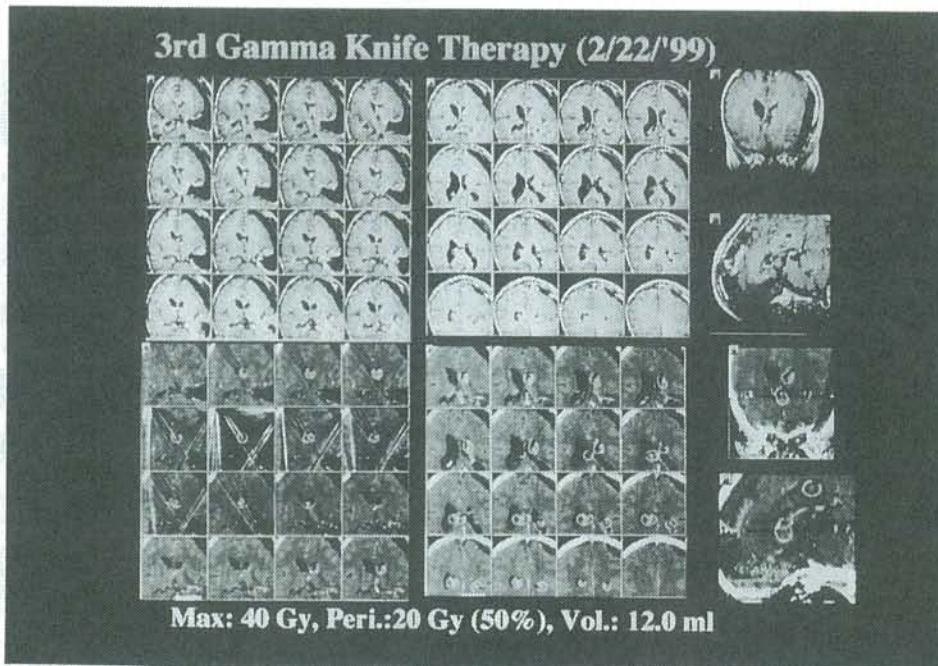 3rd Gamma Knife Therapy (2/22/'99)
Max: 40 Gy, Peri.:20 Gy (50%), Vol.: 12.0 ml